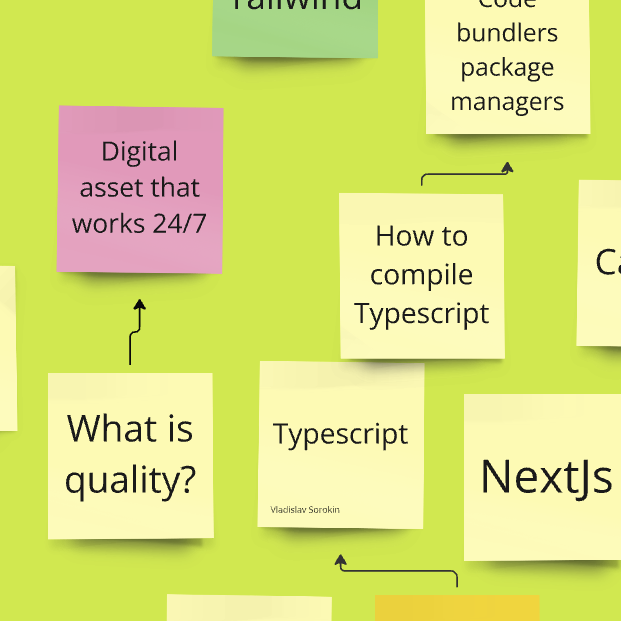 Tailwind
Code
bundlers
package
managers
Digital
asset that
works 24/7
How to
compile
Typescript
What is
quality?
Typescript
Vladislav Sorokin
NextJs